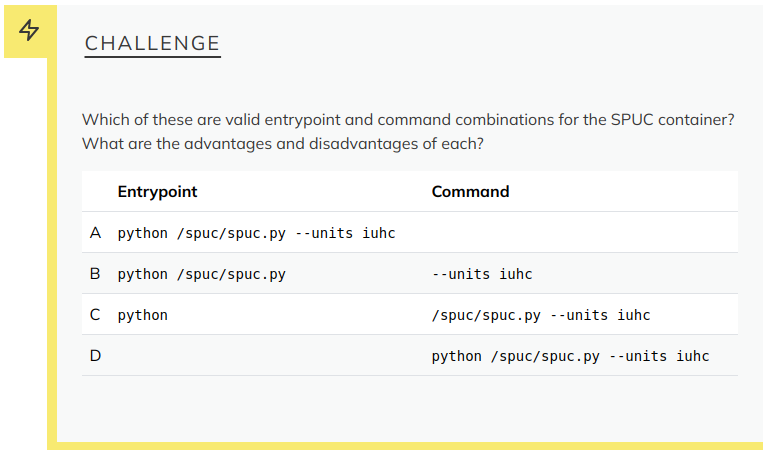 CHALLENGE
Which of these are valid entrypoint and command combinations for the SPUC container?
What are the advantages and disadvantages of each?
Entrypoint Command
A python /spuc/spuc.py --units iuhc
B python /spuc/spuc.py --units iuhc
C python /spuc/spuc.py --units iuhc
D python /spuc/spuc.py --units iuhc